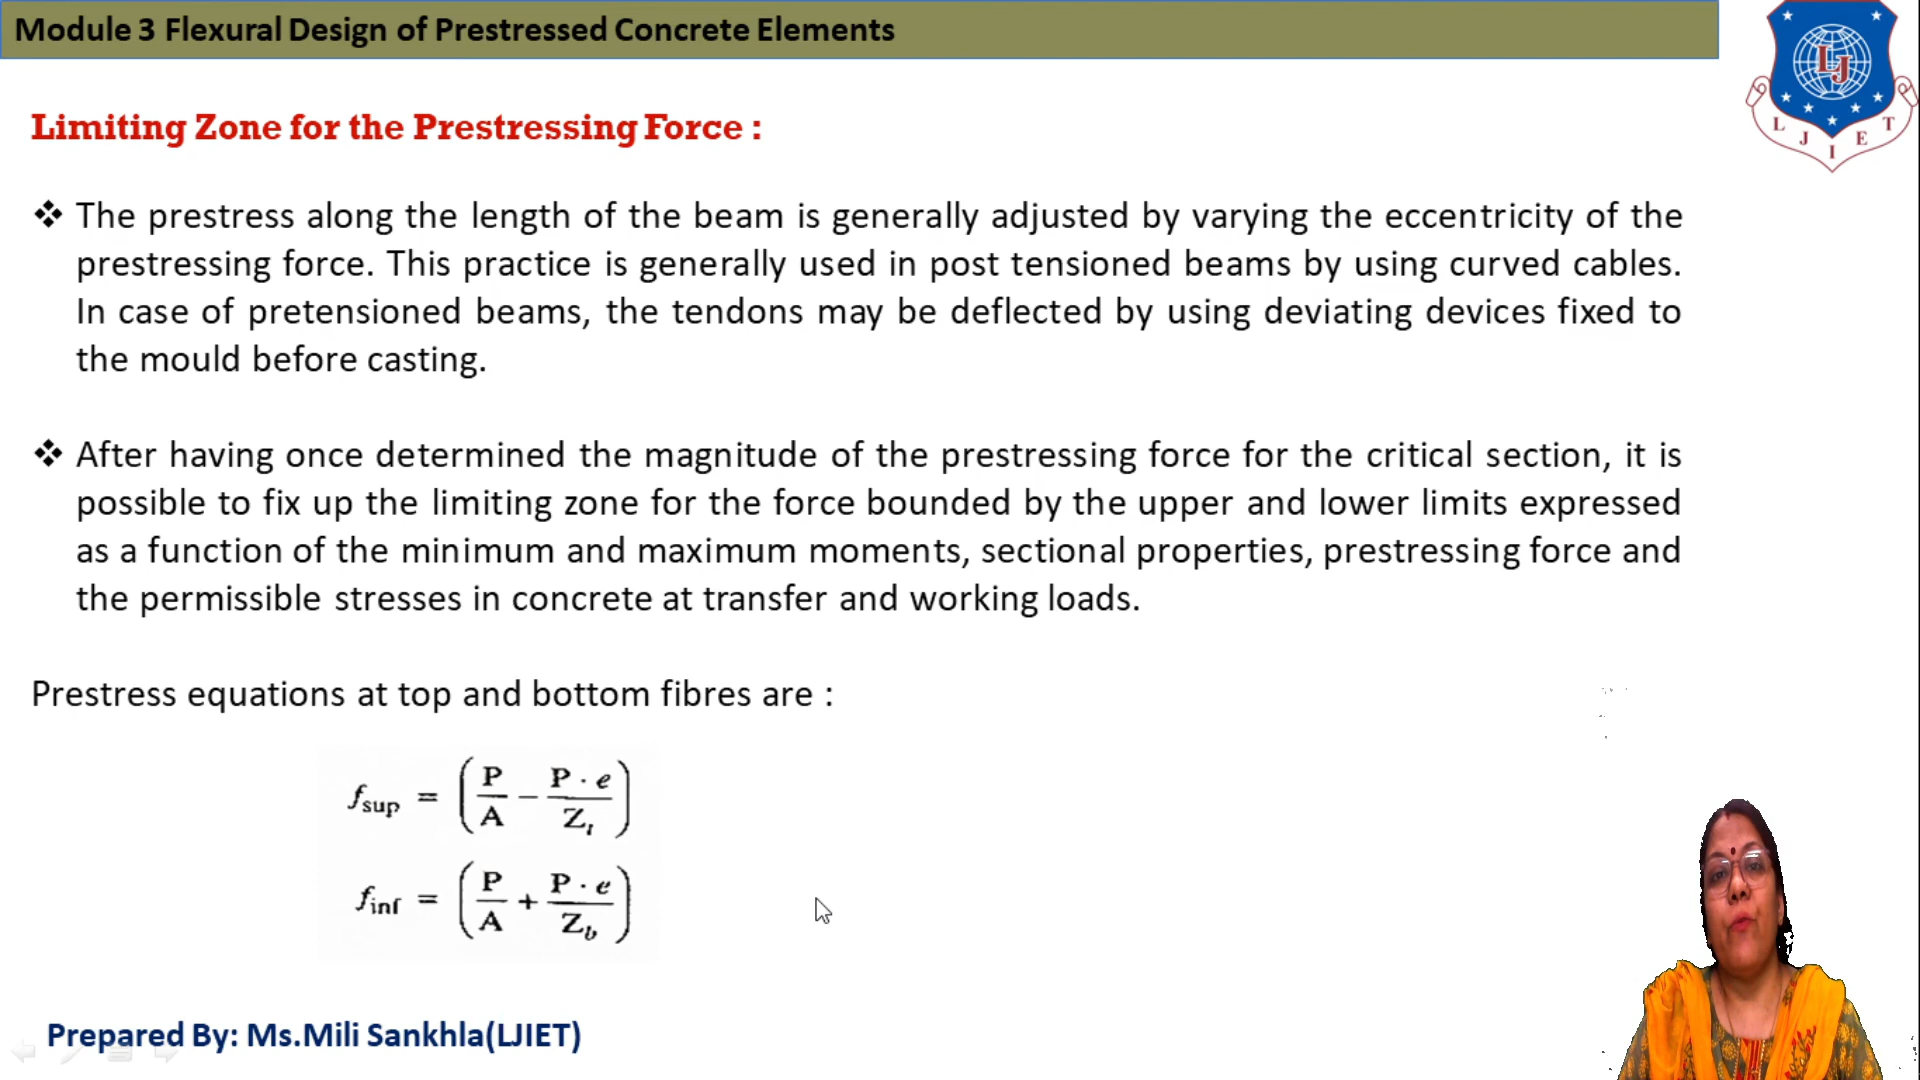 Module 3 Flexural Design of Prestressed Concrete Elements
LJ
L J I E T
Limiting Zone for the Prestressing Force :
❖ The prestress along the length of the beam is generally adjusted by varying the eccentricity of the
prestressing force. This practice is generally used in post tensioned beams by using curved cables.
In case of pretensioned beams, the tendons may be deflected by using deviating devices fixed to
the mould before casting.
❖ After having once determined the magnitude of the prestressing force for the critical section, it is
possible to fix up the limiting zone for the force bounded by the upper and lower limits expressed
as a function of the minimum and maximum moments, sectional properties, prestressing force and
the permissible stresses in concrete at transfer and working loads.
Prestress equations at top and bottom fibres are :
f_sup = (P/A − P · e/Z_t)
f_inf = (P/A + P · e/Z_b)
Prepared By: Ms.Mili Sankhla(LJIET)